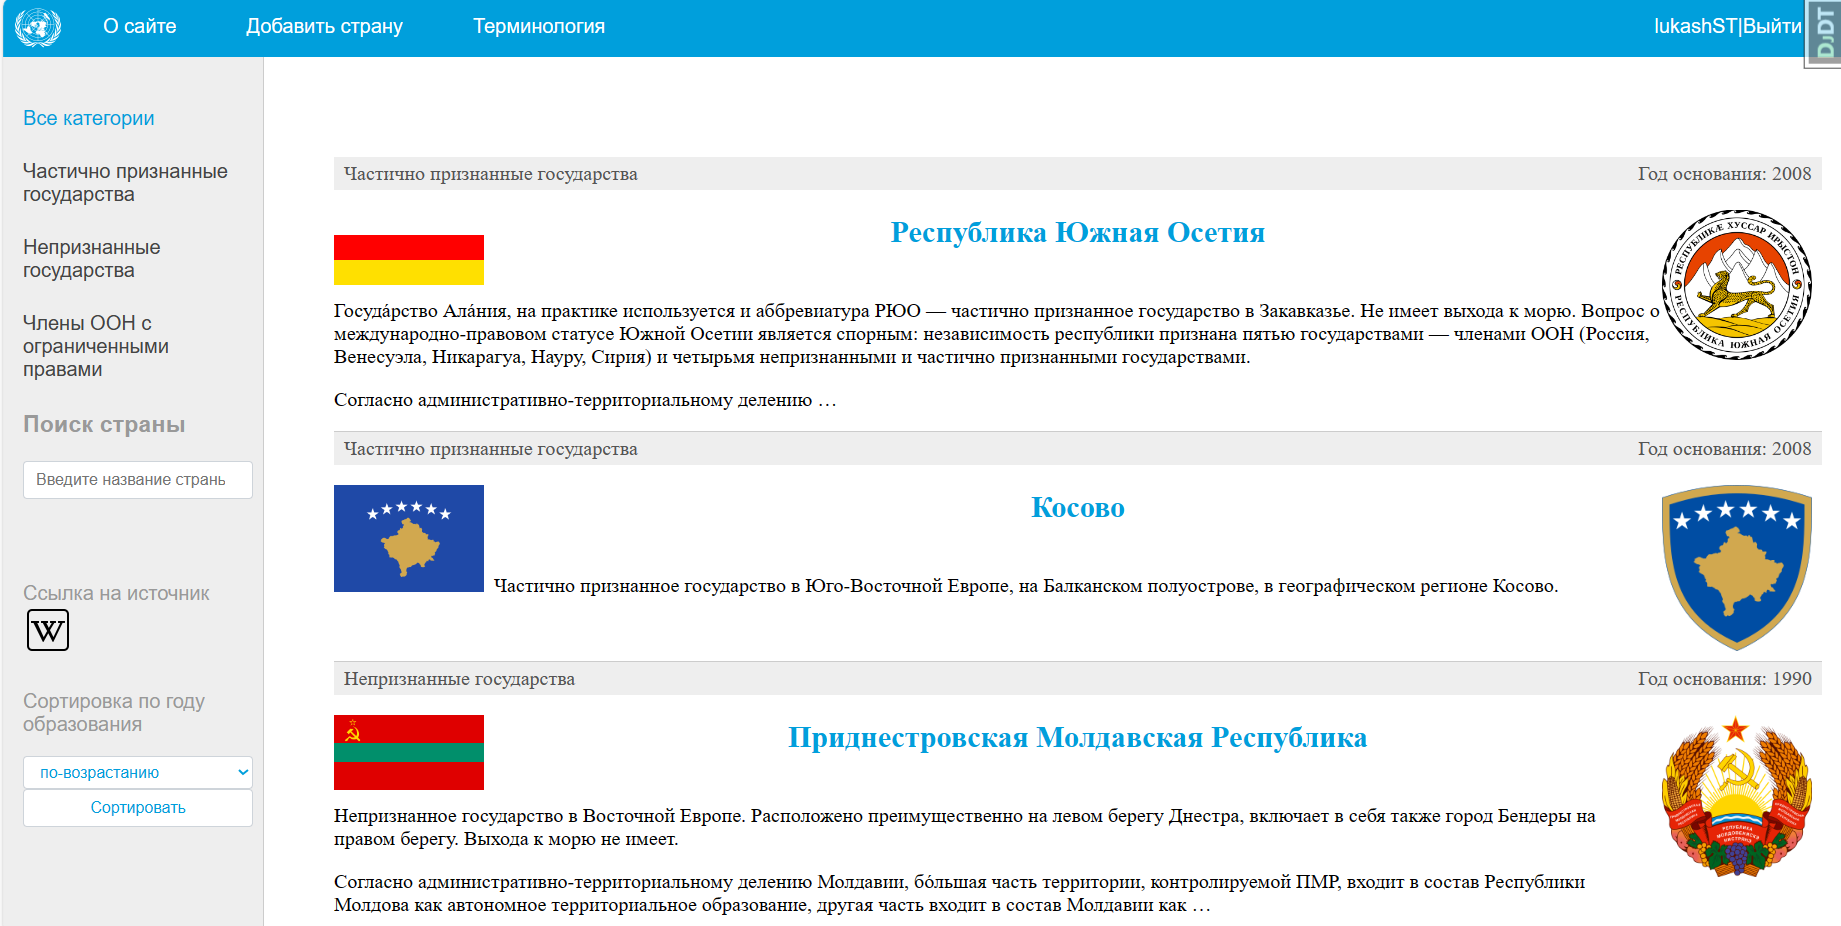 О сайте
Добавить страну
Терминология
lukashST|Выйти
DJDT
Все категории
Частично признанные
государства
Непризнанные
государства
Члены ООН с
ограниченными
правами
Поиск страны
Введите название страны
Ссылка на источник
W
Сортировка по году
образования
по-возрастанию
Сортировать
Частично признанные государства
Год основания: 2008
Республика Южная Осетия
РЕСПУБЛИКӔ ХУССАР ИРЫСТОН
РЕСПУБЛИКА ЮЖНАЯ ОСЕТИЯ
Госуда́рство Ала́ния, на практике используется и аббревиатура РЮО — частично признанное государство в Закавказье. Не имеет выхода к морю. Вопрос о
международно-правовом статусе Южной Осетии является спорным: независимость республики признана пятью государствами — членами ООН (Россия,
Венесуэла, Никарагуа, Науру, Сирия) и четырьмя непризнанными и частично признанными государствами.
Согласно административно-территориальному делению …
Частично признанные государства
Год основания: 2008
Косово
Частично признанное государство в Юго-Восточной Европе, на Балканском полуострове, в географическом регионе Косово.
Непризнанные государства
Год основания: 1990
Приднестровская Молдавская Республика
Непризнанное государство в Восточной Европе. Расположено преимущественно на левом берегу Днестра, включает в себя также город Бендеры на
правом берегу. Выхода к морю не имеет.
Согласно административно-территориальному делению Молдавии, бо́льшая часть территории, контролируемой ПМР, входит в состав Республики
Молдова как автономное территориальное образование, другая часть входит в состав Молдавии как …